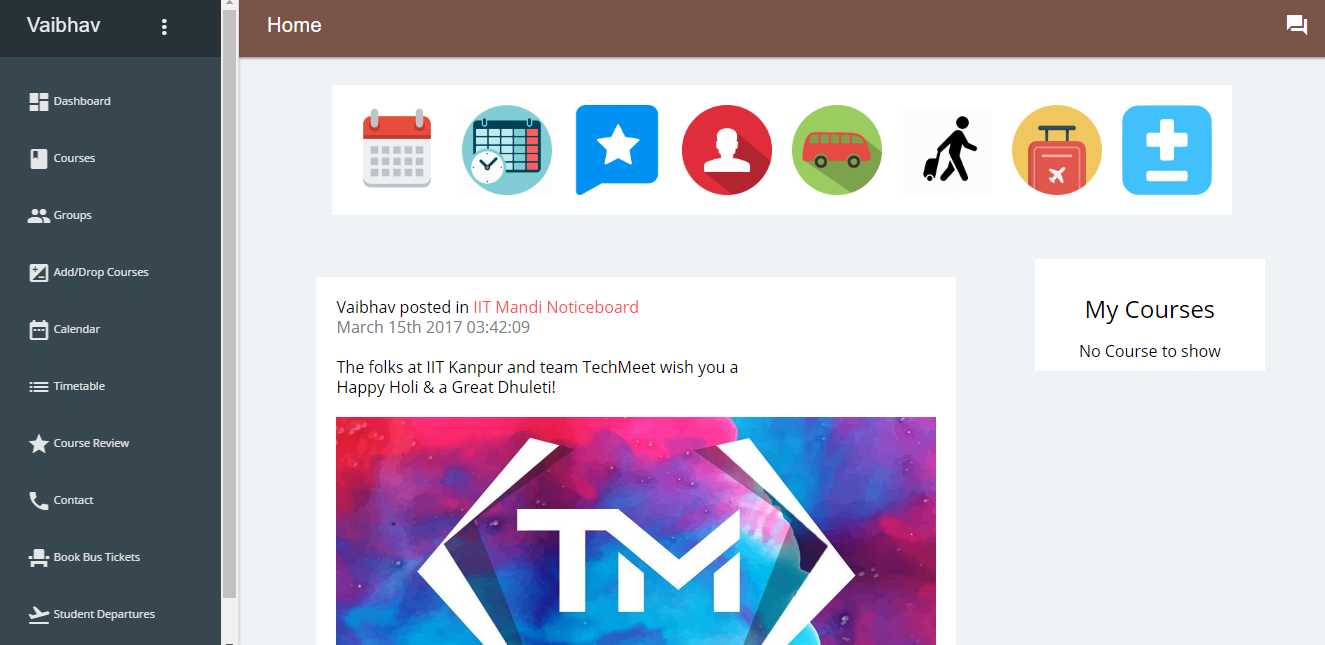 Vaibhav
Home
Dashboard
Courses
Groups
Add/Drop Courses
Calendar
Timetable
Course Review
Contact
Book Bus Tickets
Student Departures
Vaibhav posted in IIT Mandi Noticeboard
March 15th 2017 03:42:09
The folks at IIT Kanpur and team TechMeet wish you a
Happy Holi & a Great Dhuleti!
TM
My Courses
No Course to show